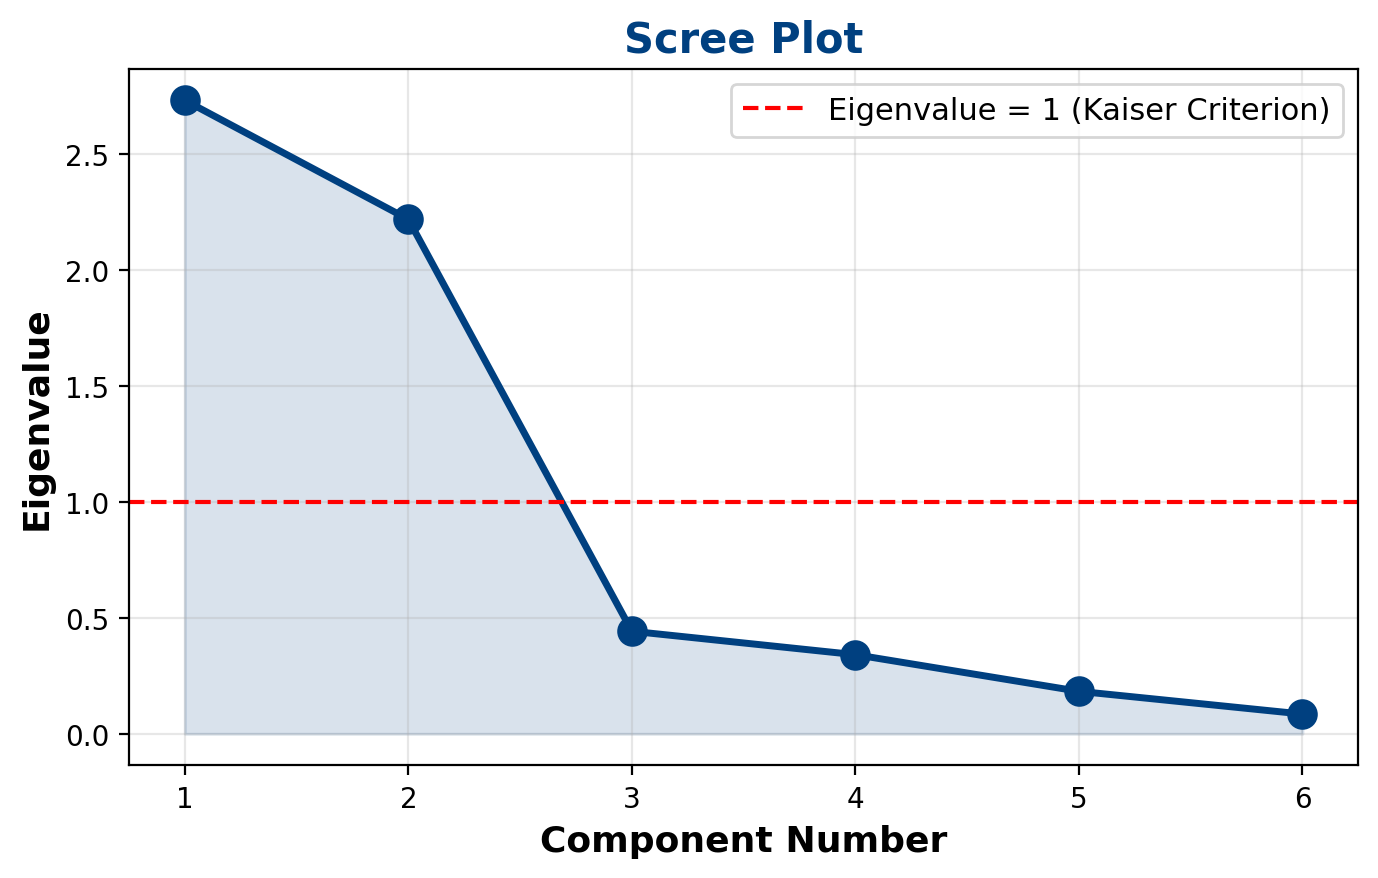 Scree Plot
Eigenvalue = 1 (Kaiser Criterion)
Eigenvalue
2.5
2.0
1.5
1.0
0.5
0.0
1 2 3 4 5 6
Component Number